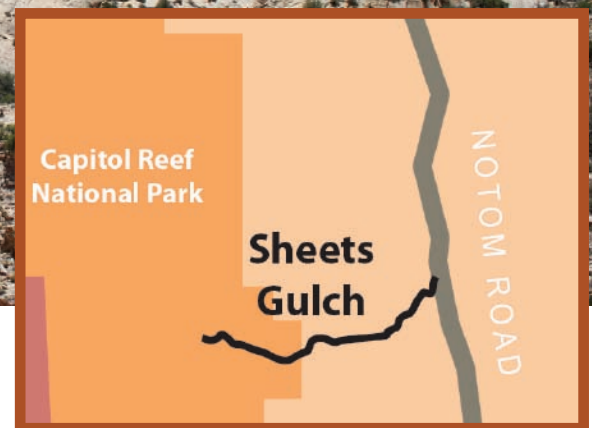 Capitol Reef
National Park
Sheets
Gulch
NOTOM ROAD